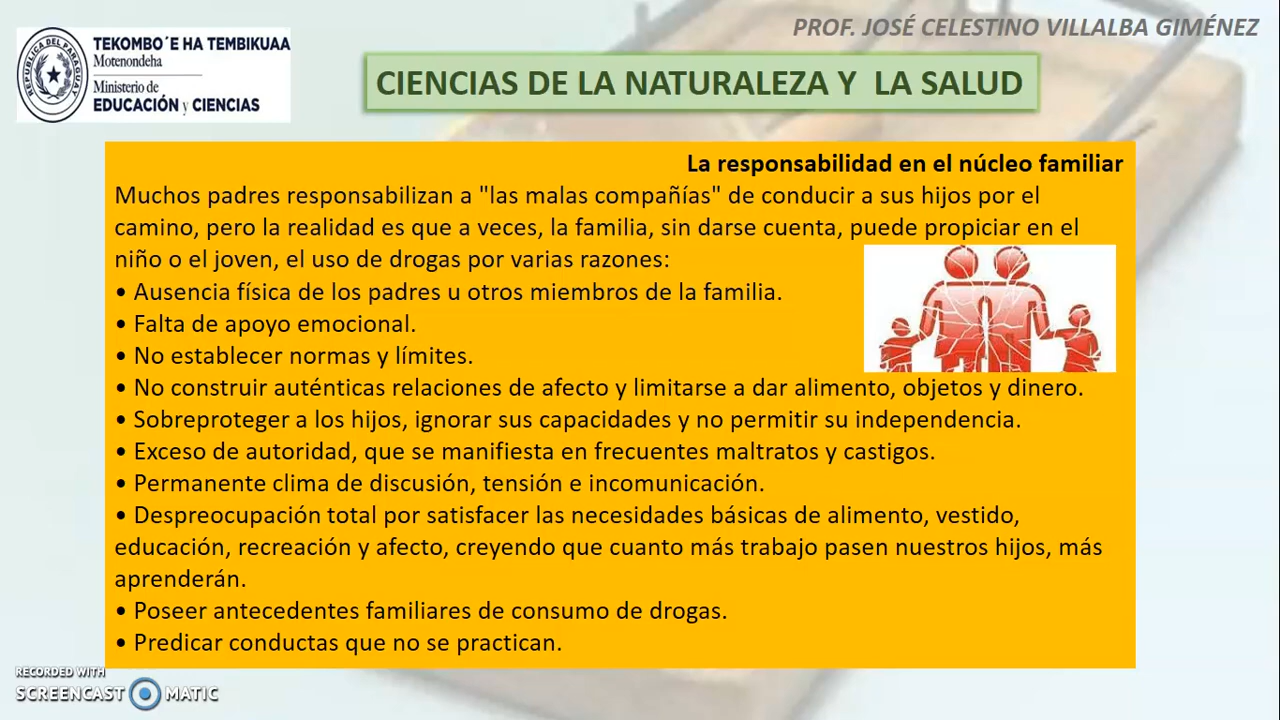 PROF. JOSÉ CELESTINO VILLALBA GIMÉNEZ
REPUBLICA DEL PARAGUAY
TEKOMBO´E HA TEMBIKUAA
Motenondeha
Ministerio de
EDUCACIÓN y CIENCIAS
CIENCIAS DE LA NATURALEZA Y LA SALUD
La responsabilidad en el núcleo familiar
Muchos padres responsabilizan a "las malas compañías" de conducir a sus hijos por el
camino, pero la realidad es que a veces, la familia, sin darse cuenta, puede propiciar en el
niño o el joven, el uso de drogas por varias razones:
• Ausencia física de los padres u otros miembros de la familia.
• Falta de apoyo emocional.
• No establecer normas y límites.
• No construir auténticas relaciones de afecto y limitarse a dar alimento, objetos y dinero.
• Sobreproteger a los hijos, ignorar sus capacidades y no permitir su independencia.
• Exceso de autoridad, que se manifiesta en frecuentes maltratos y castigos.
• Permanente clima de discusión, tensión e incomunicación.
• Despreocupación total por satisfacer las necesidades básicas de alimento, vestido,
educación, recreación y afecto, creyendo que cuanto más trabajo pasen nuestros hijos, más
aprenderán.
• Poseer antecedentes familiares de consumo de drogas.
• Predicar conductas que no se practican.
RECORDED WITH
SCREENCAST MATIC